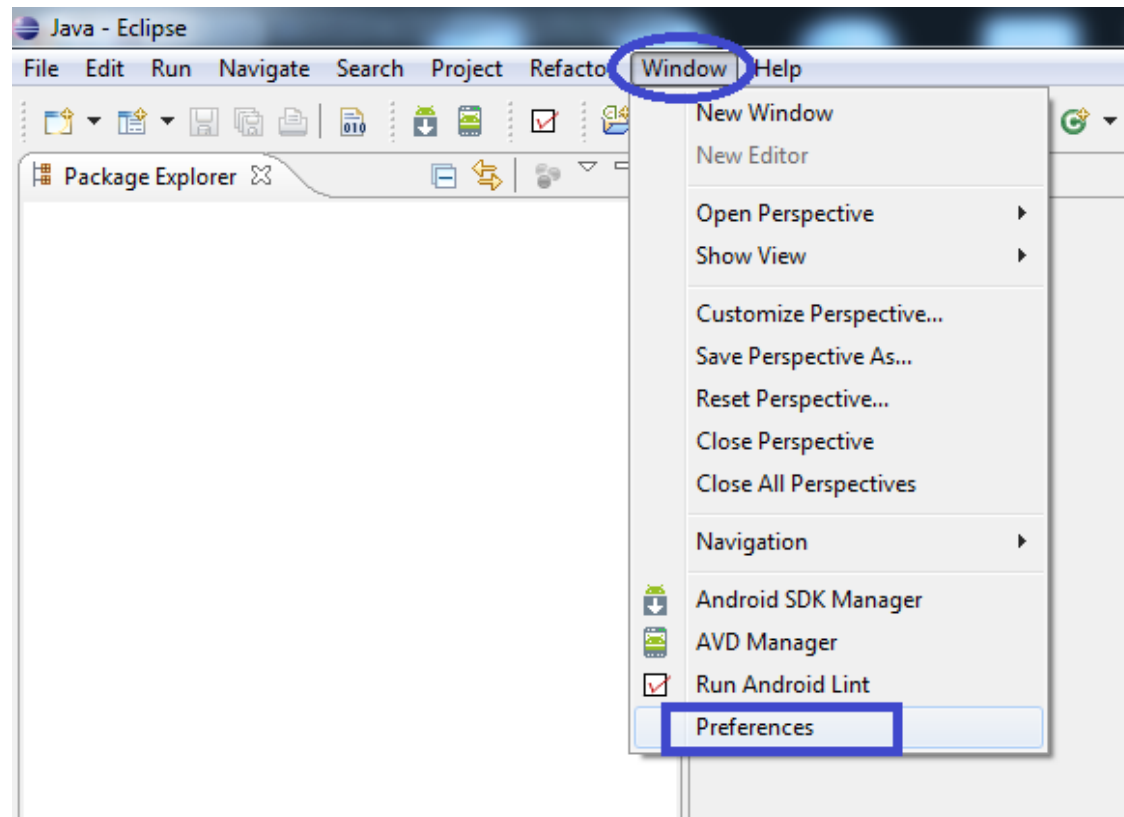 Java - Eclipse
File Edit Run Navigate Search Project Refacto Window Help
010
Package Explorer
New Window
New Editor
Open Perspective
Show View
Customize Perspective...
Save Perspective As...
Reset Perspective...
Close Perspective
Close All Perspectives
Navigation
Android SDK Manager
AVD Manager
Run Android Lint
Preferences